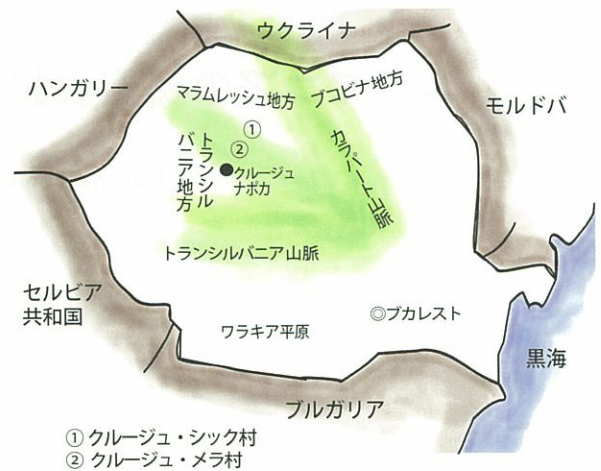 ウクライナ
ハンガリー
マラムレッシュ地方
ブコビナ地方
モルドバ
①
②
トランシル
バニア地方
クルージュ
ナポカ
カラパート山脈
トランシルバニア山脈
セルビア
共和国
◎ブカレスト
ワラキア平原
黒海
ブルガリア
① クルージュ・シック村
② クルージュ・メラ村